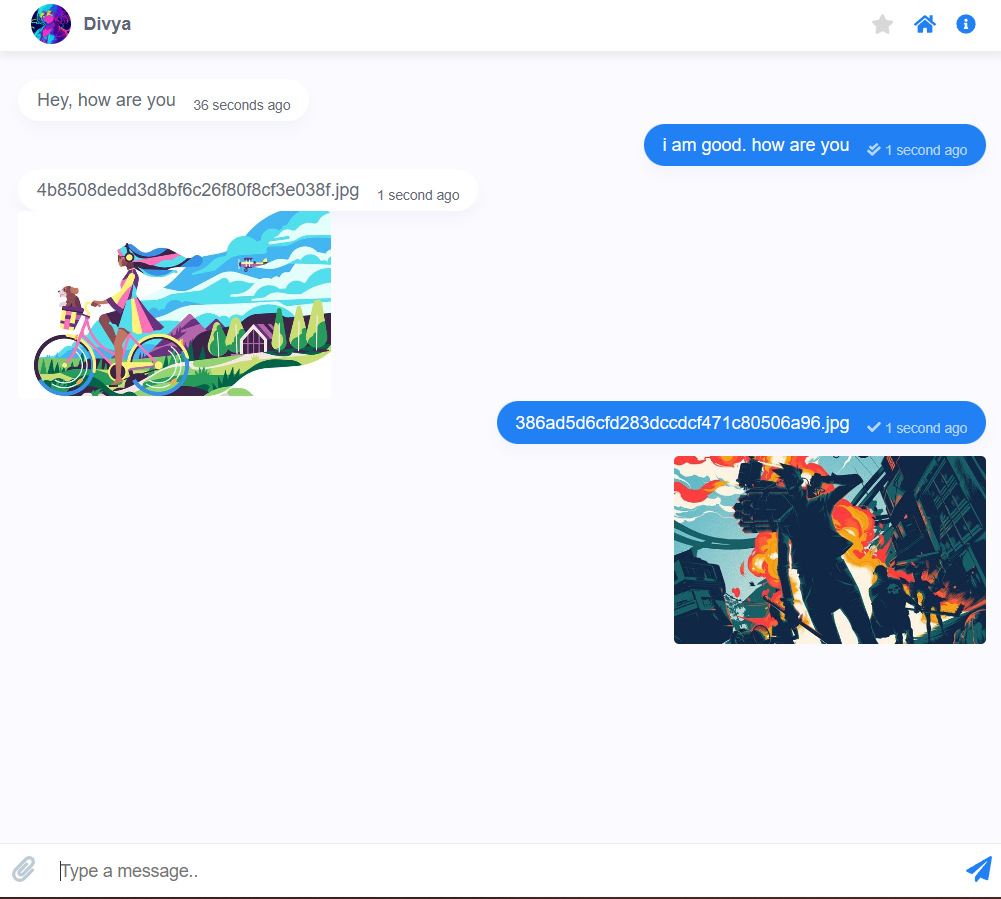 Divya
Hey, how are you 36 seconds ago
i am good. how are you 1 second ago
4b8508dedd3d8bf6c26f80f8cf3e038f.jpg 1 second ago
386ad5d6cfd283dccdcf471c80506a96.jpg 1 second ago
Type a message..